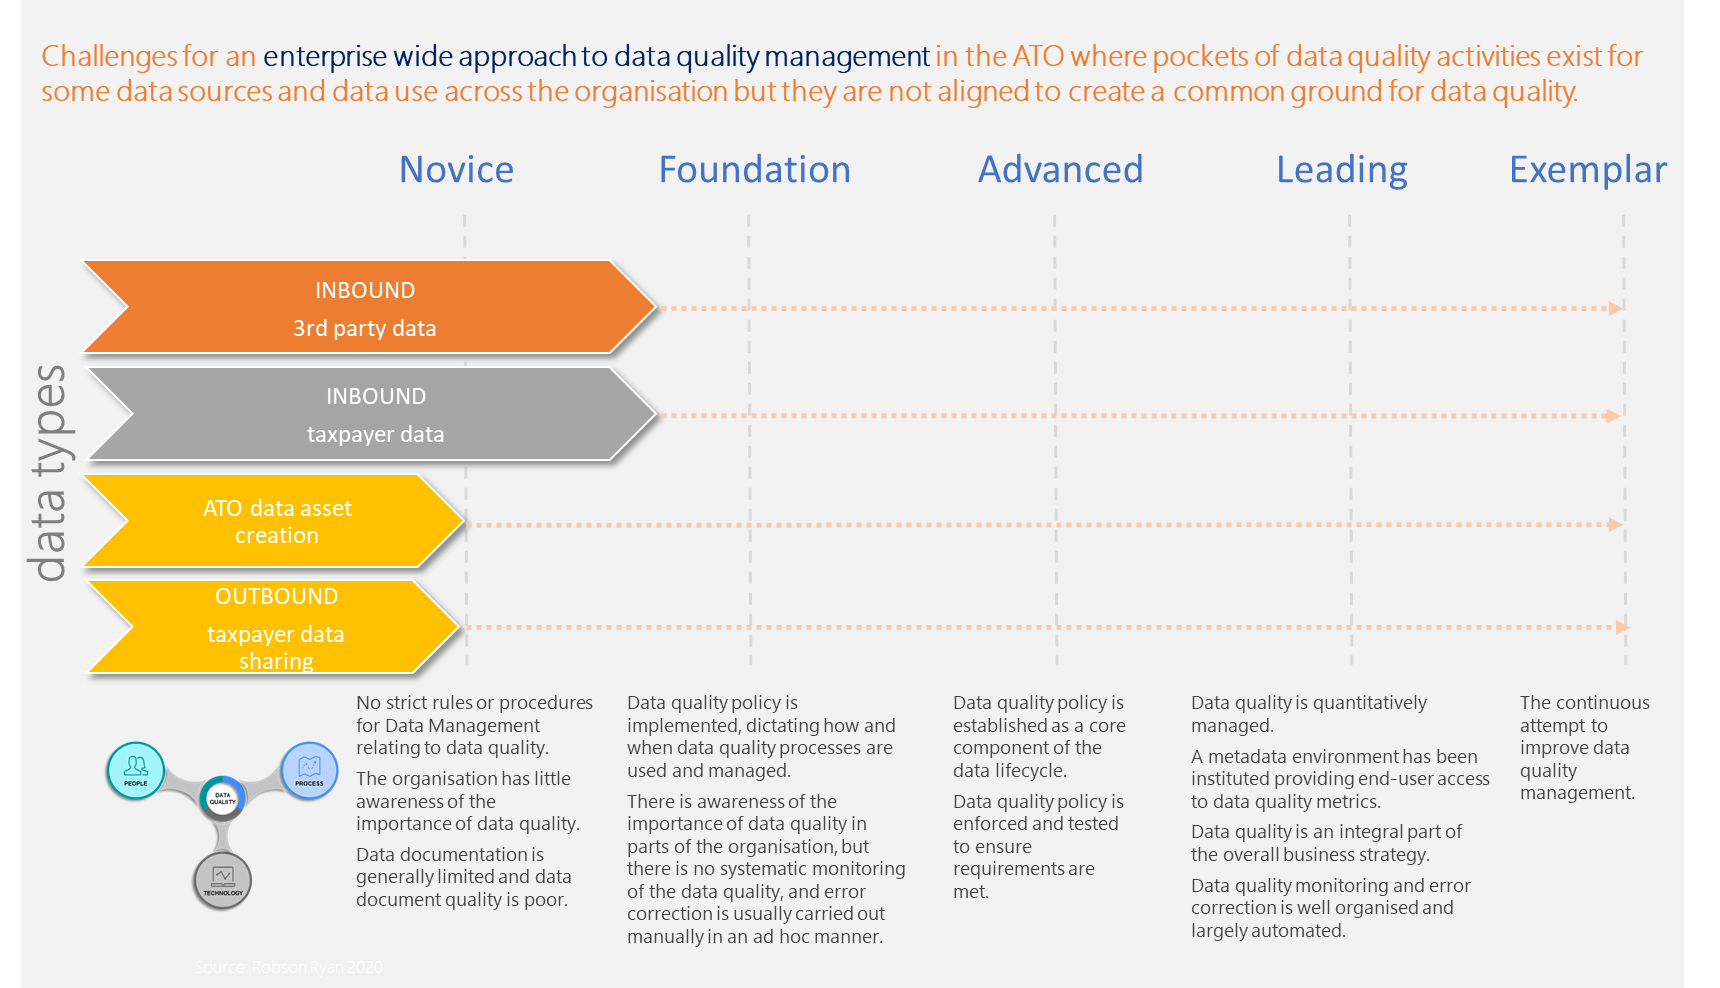 Challenges for an enterprise wide approach to data quality management in the ATO where pockets of data quality activities exist for
some data sources and data use across the organisation but they are not aligned to create a common ground for data quality.
Novice
Foundation
Advanced
Leading
Exemplar
data types
INBOUND
3rd party data
INBOUND
taxpayer data
ATO data asset
creation
OUTBOUND
taxpayer data
sharing
PEOPLE
PROCESS
DATA
QUALITY
TECHNOLOGY
No strict rules or procedures
for Data Management
relating to data quality.
The organisation has little
awareness of the
importance of data quality.
Data documentation is
generally limited and data
document quality is poor.
Data quality policy is
implemented, dictating how and
when data quality processes are
used and managed.
There is awareness of the
importance of data quality in
parts of the organisation, but
there is no systematic monitoring
of the data quality, and error
correction is usually carried out
manually in an ad hoc manner.
Data quality policy is
established as a core
component of the
data lifecycle.
Data quality policy is
enforced and tested
to ensure
requirements are
met.
Data quality is quantitatively
managed.
A metadata environment has been
instituted providing end-user access
to data quality metrics.
Data quality is an integral part of
the overall business strategy.
Data quality monitoring and error
correction is well organised and
largely automated.
The continuous
attempt to
improve data
quality
management.
Source: Robson Ryan 2020